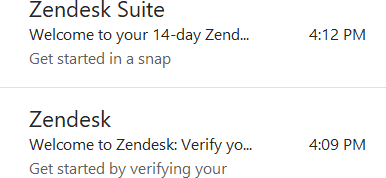 Zendesk Suite
Welcome to your 14-day Zend... 4:12 PM
Get started in a snap
Zendesk
Welcome to Zendesk: Verify yo... 4:09 PM
Get started by verifying your